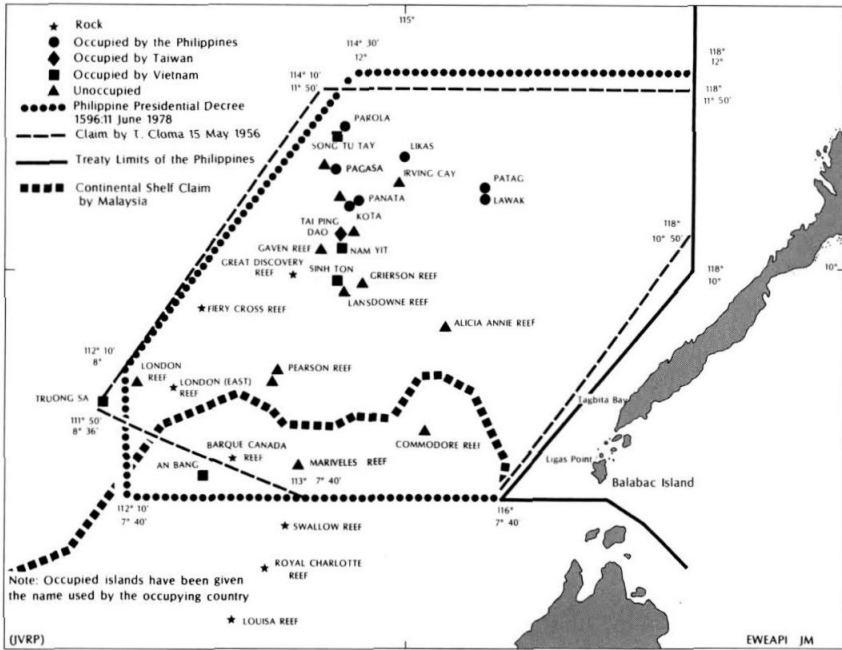 Rock
Occupied by the Philippines
Occupied by Taiwan
Occupied by Vietnam
Unoccupied
Philippine Presidential Decree
1596:11 June 1978
Claim by T. Cloma 15 May 1956
Treaty Limits of the Philippines
Continental Shelf Claim
by Malaysia
115°
114° 30'
12°
114° 10'
11° 50'
118°
12°
118°
11° 50'
PAROLA
SONG TU TAY
LIKAS
PAGASA
IRVING CAY
PATAG
LAWAK
PANATA
KOTA
TAI PING
DAO
GAVEN REEF
NAM YIT
GREAT DISCOVERY
REEF
SINH TON
GRIERSON REEF
LANSDOWNE REEF
118°
10° 50'
118°
10°
10°
FIERY CROSS REEF
ALICIA ANNIE REEF
112° 10'
8°
LONDON
REEF
PEARSON REEF
LONDON (EAST)
REEF
TRUONG SA
111° 50'
8° 36'
Tagbita Bay
BARQUE CANADA
REEF
COMMODORE REEF
Ligas Point
AN BANG
MARIVELES REEF
113° 7° 40'
Balabac Island
112° 10'
7° 40'
116°
7° 40'
SWALLOW REEF
ROYAL CHARLOTTE
REEF
LOUISA REEF
Note: Occupied islands have been given
the name used by the occupying country
(JVRP)
EWEAPI JM